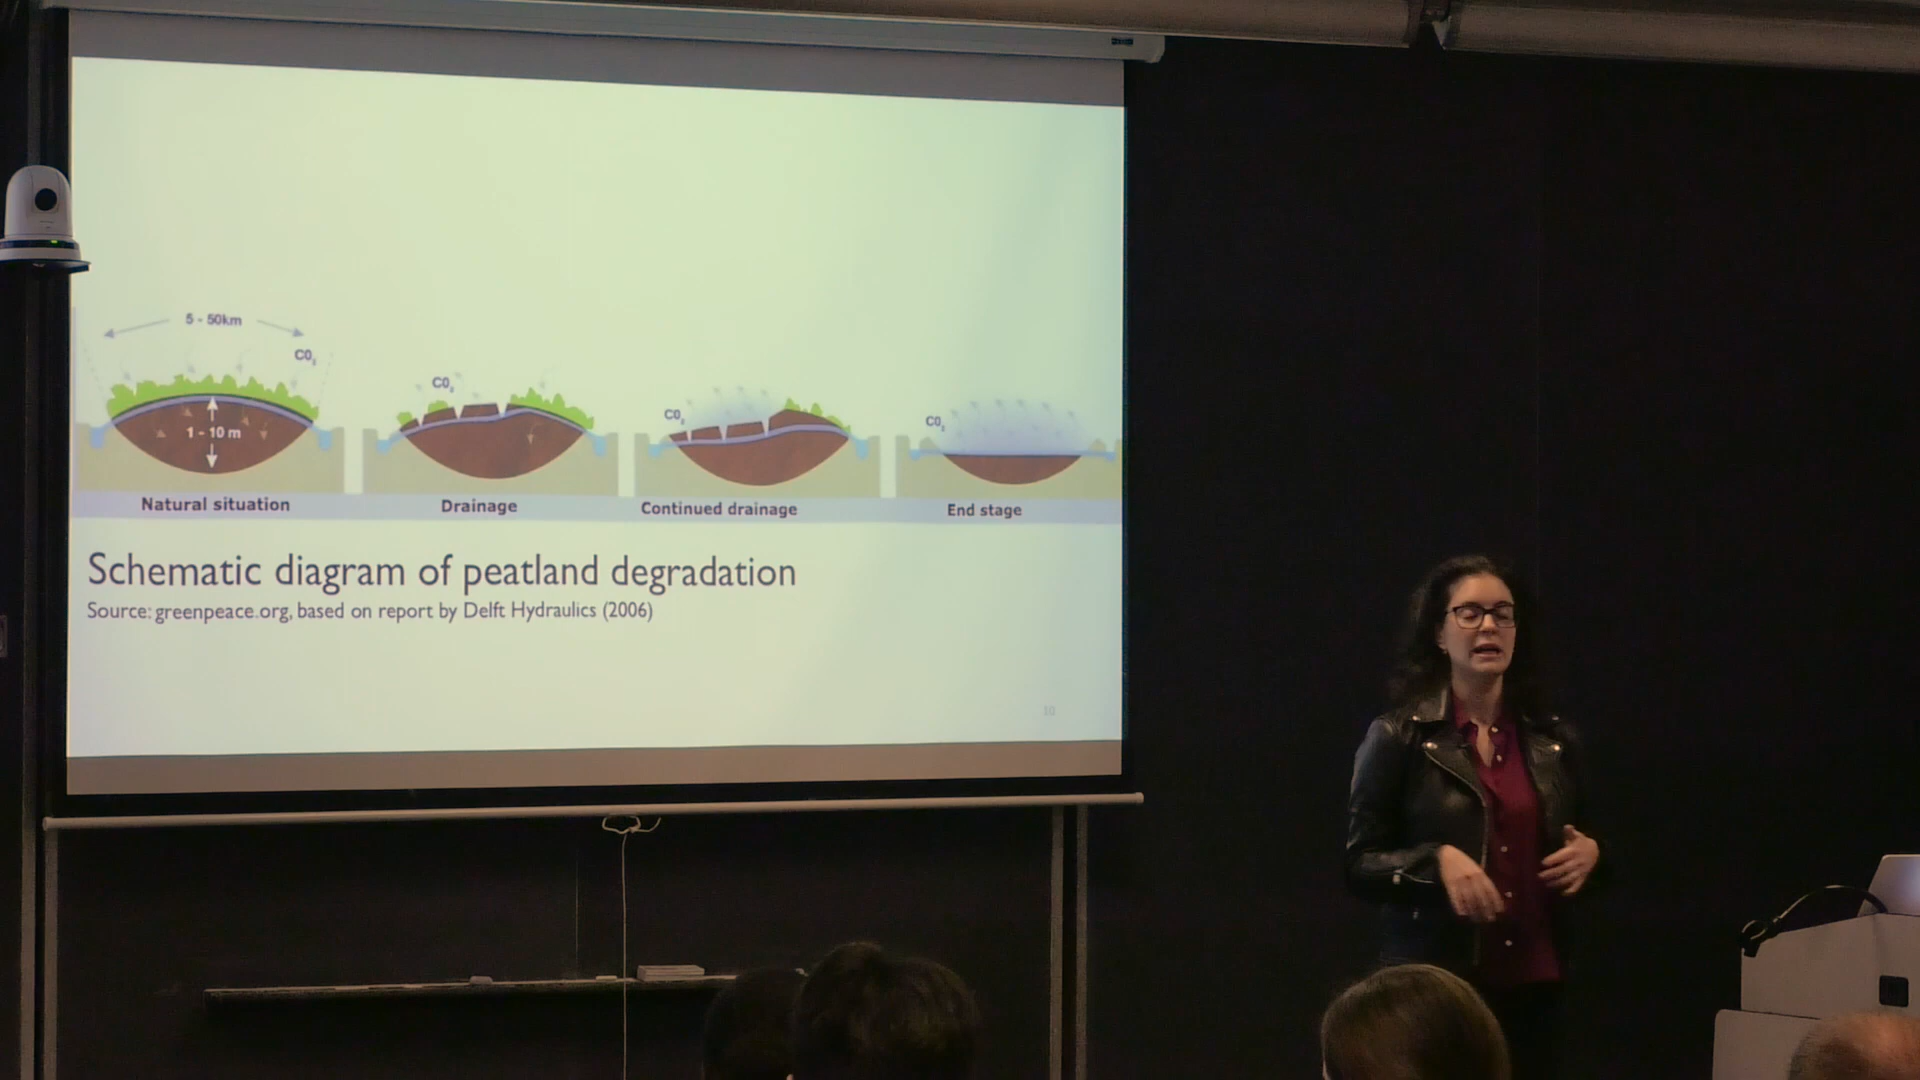 5 - 50km
CO2
1 - 10 m
CO2
CO2
CO2
Natural situation
Drainage
Continued drainage
End stage
Schematic diagram of peatland degradation
Source: greenpeace.org, based on report by Delft Hydraulics (2006)
10